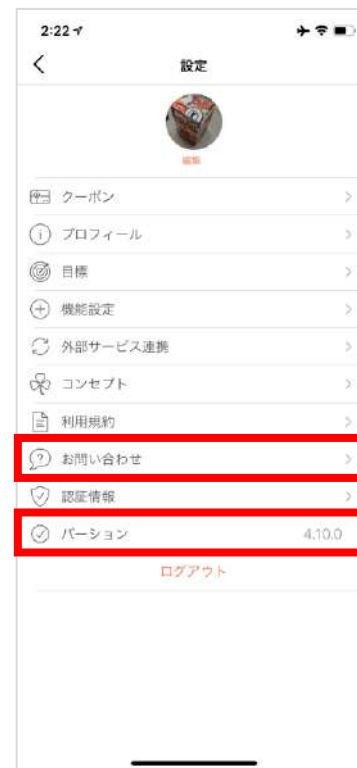 2:22
設定
編集
クーポン
プロフィール
目標
機能設定
外部サービス連携
コンセプト
利用規約
お問い合わせ
認証情報
バージョン 4.10.0
ログアウト